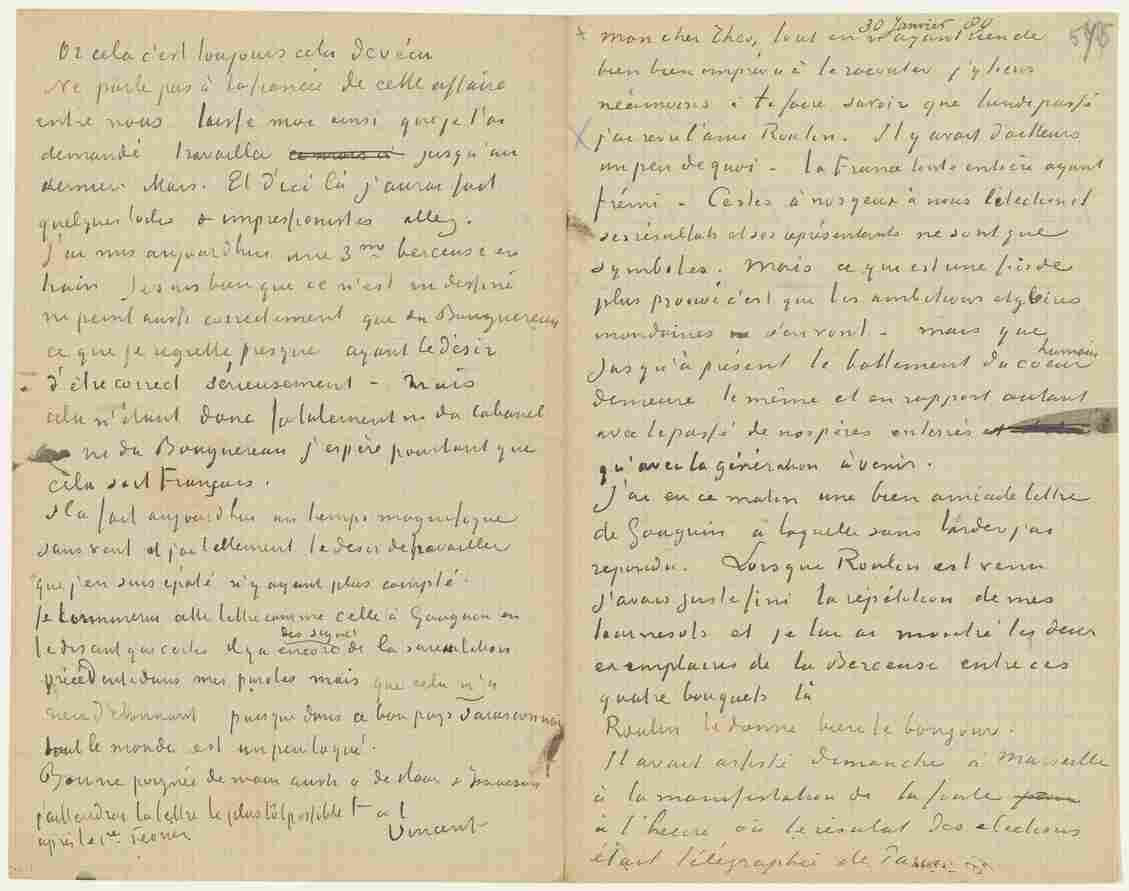 Or cela c'est toujours cela de vécu
Ne parle pas à ta fiancée de cette affaire
entre nous laisse moi ainsi que je l'ai
demandé travailler ce mois ci jusqu'au
dernier Mars. Et d'ici là j'aurai fait
quelques toiles impressionistes allez.
J'ai mis aujourdhui une 3me berceuse en
train Je sais bien que ce n'est ni dessiné
ni peint aussi correctement que du Bouguereau
ce que je regrette presque ayant le désir
d'être correct sérieusement – Mais
cela n'étant donc fatalement ni du Cabanel
ni du Bouguereau j'espère pourtant que
cela soit Français.
Il a fait aujourdhui un temps magnifique
sans vent et j'ai tellement le désir de travailler
que j'en suis épaté n'y ayant plus compté.
Je terminerai cette lettre comme celle à Gauguin en
te disant que certes il y a encore des signes de la surexcitation
précédente dans mes paroles mais que cela n'a
rien d'étonnant puisque dans ce bon pays Tarasconnais
tout le monde est un peu toqué.
Bonne poignée de main aussi à de Haan & Isaacson
j'attendrai ta lettre le plus tôt possible t. à t.
après le 1re Fevrier Vincent
30 Janvier 89
mon cher Theo, tout en n'ayant rien de
bien bien imprévu à te raconter j'y tiens
néanmoins à te faire savoir que lundi passé
j'ai revu l'ami Roulin. Il y avait d'ailleurs
un peu de quoi – la France toute entière ayant
frémi – Certes à nos yeux à nous l'élection et
ses résultats et ses représentants ne sont que
symboles. Mais ce qui est une fois de
plus prouvé c'est que les ambitions et gloires
mondaines s'en vont – mais que
jusqu'à présent le battement du coeur humain
demeure le même et en rapport autant
avec le passé de nos pères enterrés et
qu'avec la génération à venir.
J'ai eu ce matin une bien amicale lettre
de Gauguin à laquelle sans tarder j'ai
repondu. Lorsque Roulin est venu
j'avais juste fini la répétition de mes
tournesols et je lui ai montré les deux
exemplaires de la Berceuse entre ces
quatre bouquets là
Roulin te donne bien le bonjour.
Il avait assisté dimanche à Marseille
à la manifestation de la foule
à l'heure où le résultat des elections
était télégraphié de Paris